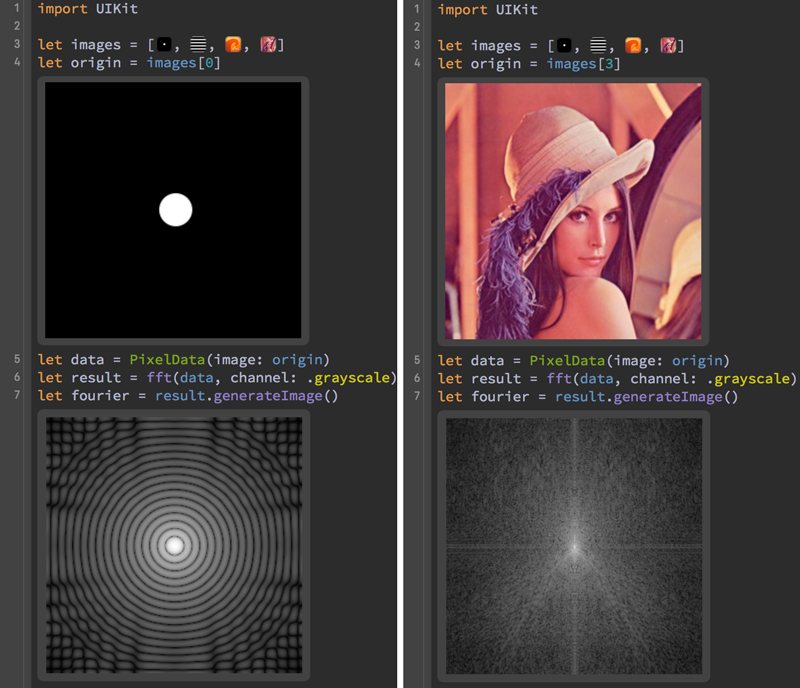 1 import UIKit
2
3 let images = [ , , , ]
4 let origin = images[0]
5 let data = PixelData(image: origin)
6 let result = fft(data, channel: .grayscale)
7 let fourier = result.generateImage()
1 import UIKit
2
3 let images = [ , , , ]
4 let origin = images[3]
5 let data = PixelData(image: origin)
6 let result = fft(data, channel: .grayscale)
7 let fourier = result.generateImage()